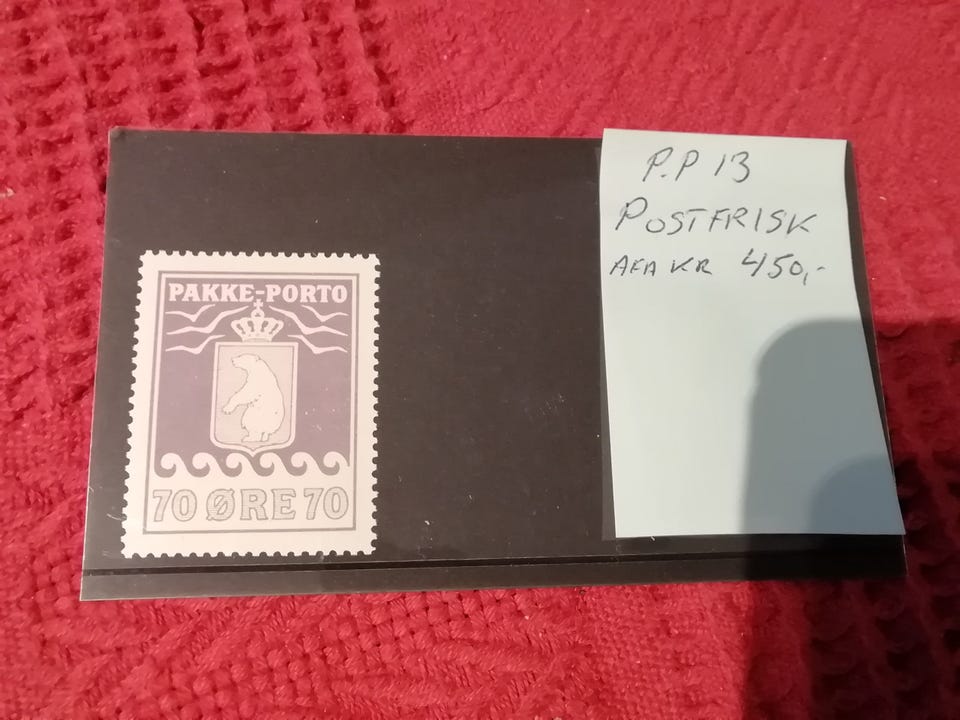 PAKKE-PORTO
70 ØRE 70
P.P 13
POSTFRISK
AFA KR 450,-